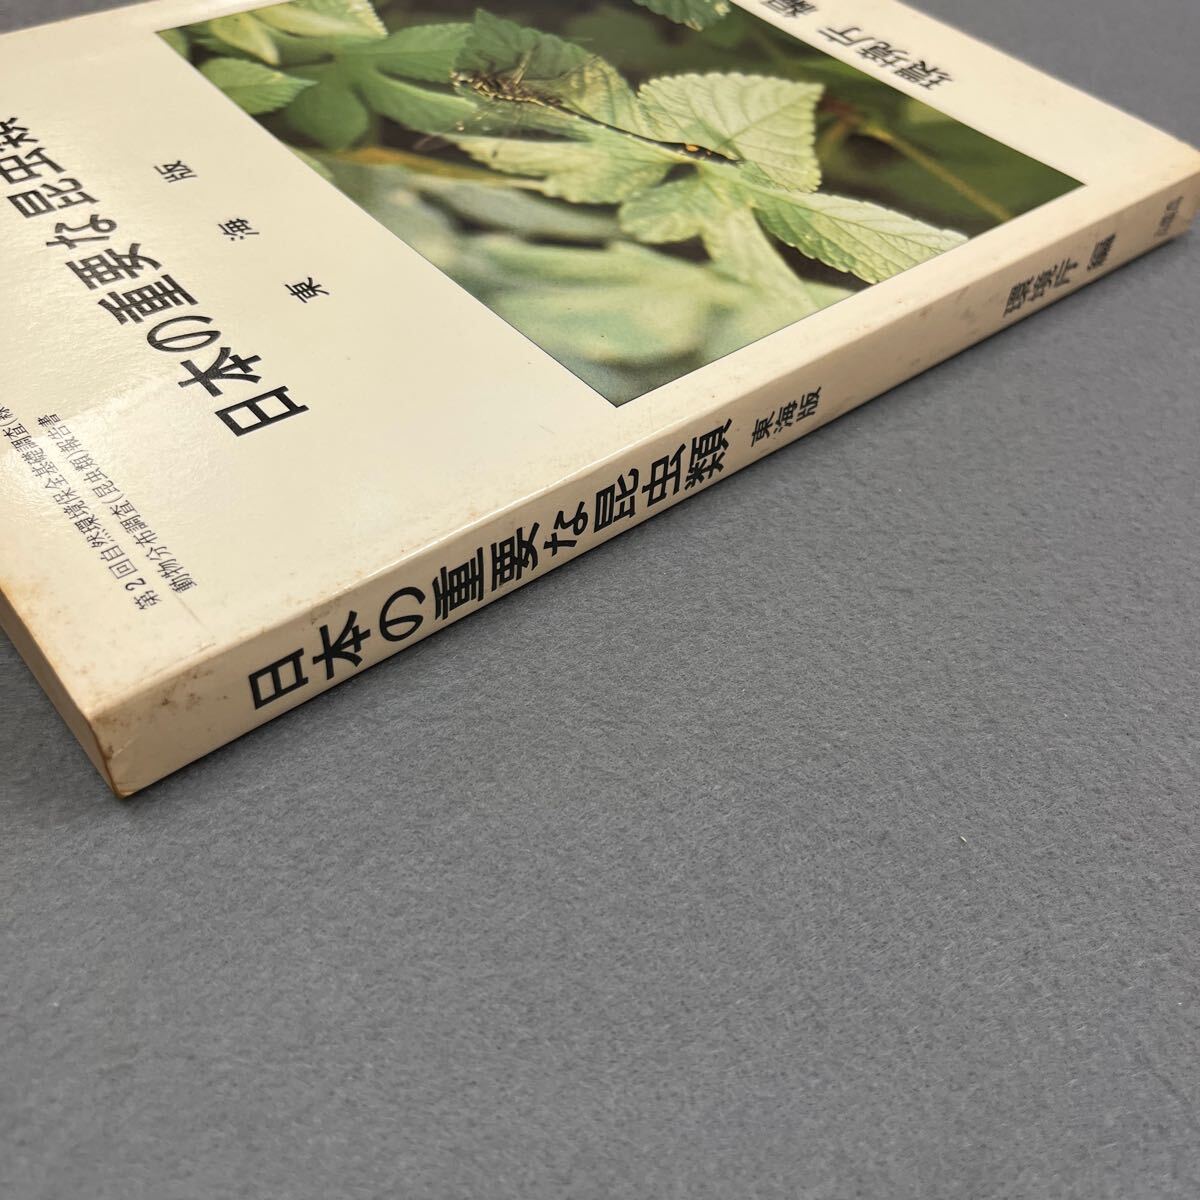 第2回自然環境保全基礎調査
動物分布調査(昆虫類)報告書
日本の重要な昆虫類
東海版
環境庁 編
日本の重要な昆虫類 東海版 環境庁 編